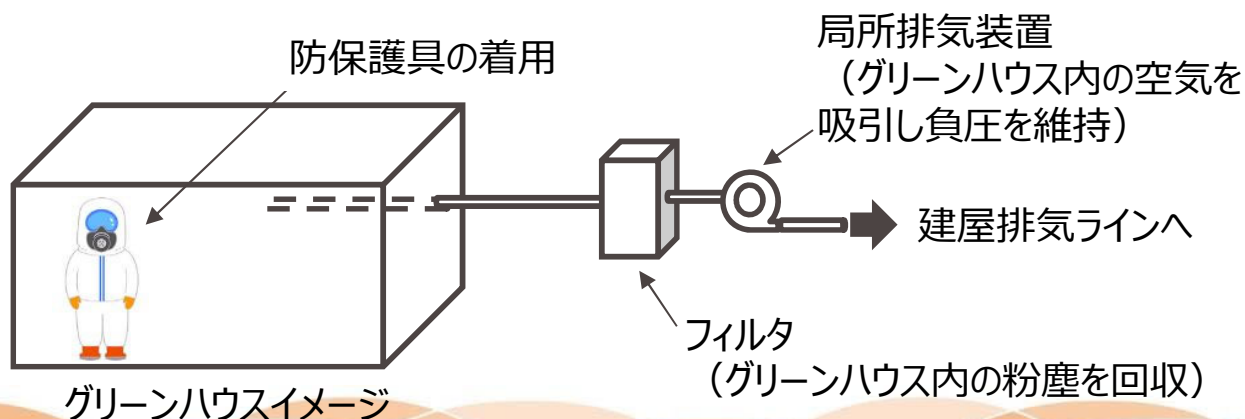 防保護具の着用
局所排気装置
（グリーンハウス内の空気を
吸引し負圧を維持）
建屋排気ラインへ
フィルタ
（グリーンハウス内の粉塵を回収）
グリーンハウスイメージ